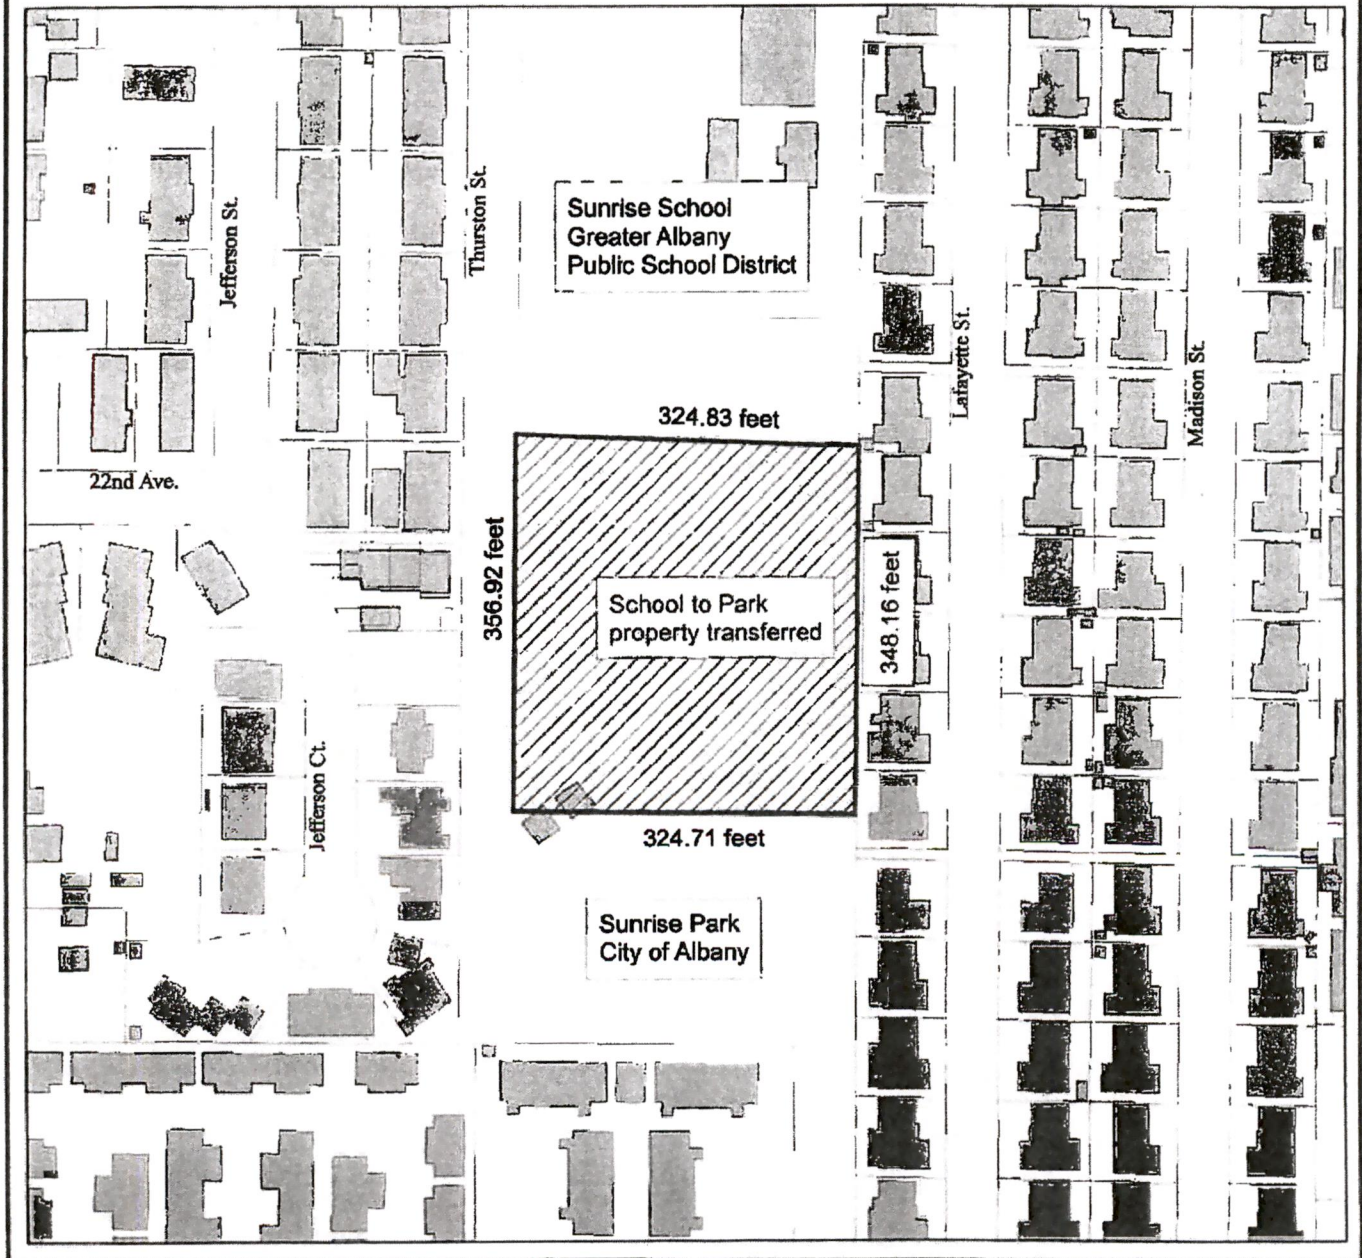 Sunrise School
Greater Albany
Public School District
Jefferson St.
Thurston St.
Lafayette St.
Madison St.
324.83 feet
22nd Ave.
356.92 feet
School to Park
property transferred
348.16 feet
Jefferson Ct.
324.71 feet
Sunrise Park
City of Albany